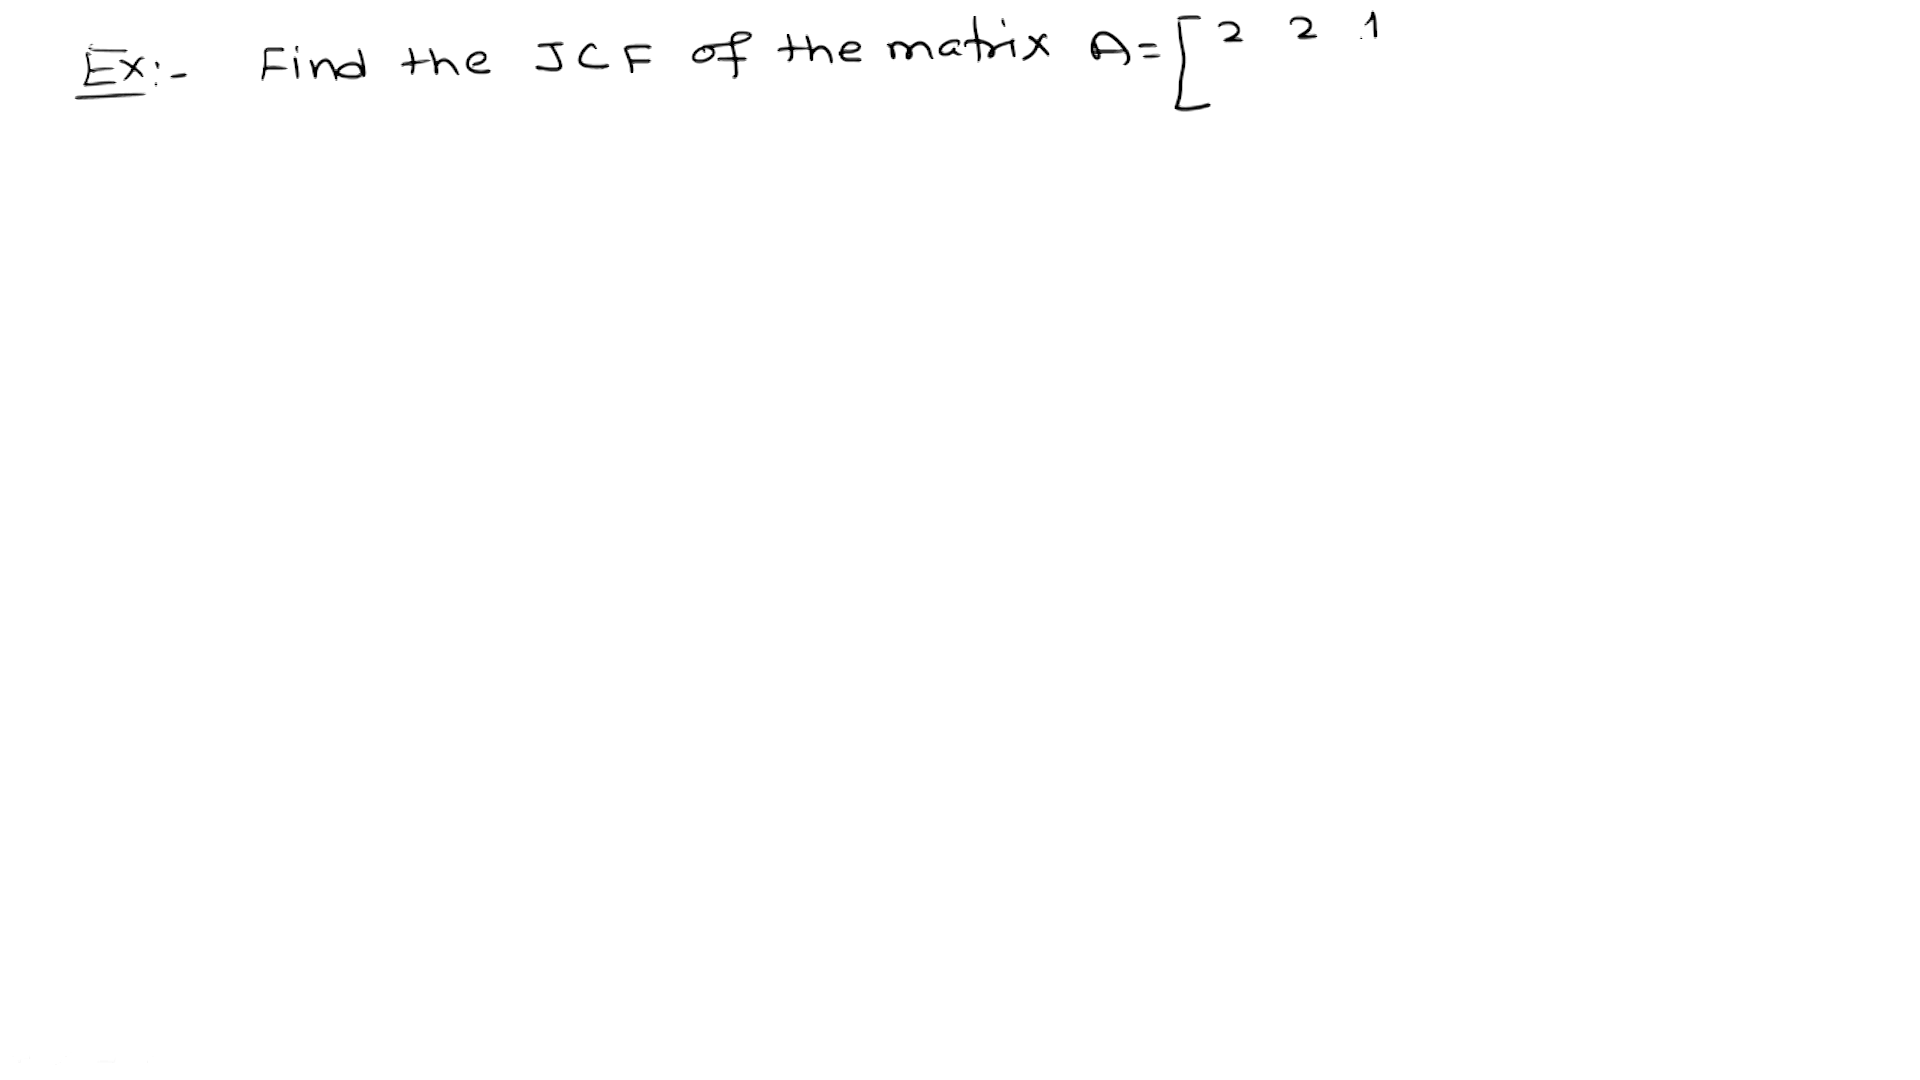 Ex:- Find the JCF of the matrix A=[2 2 1